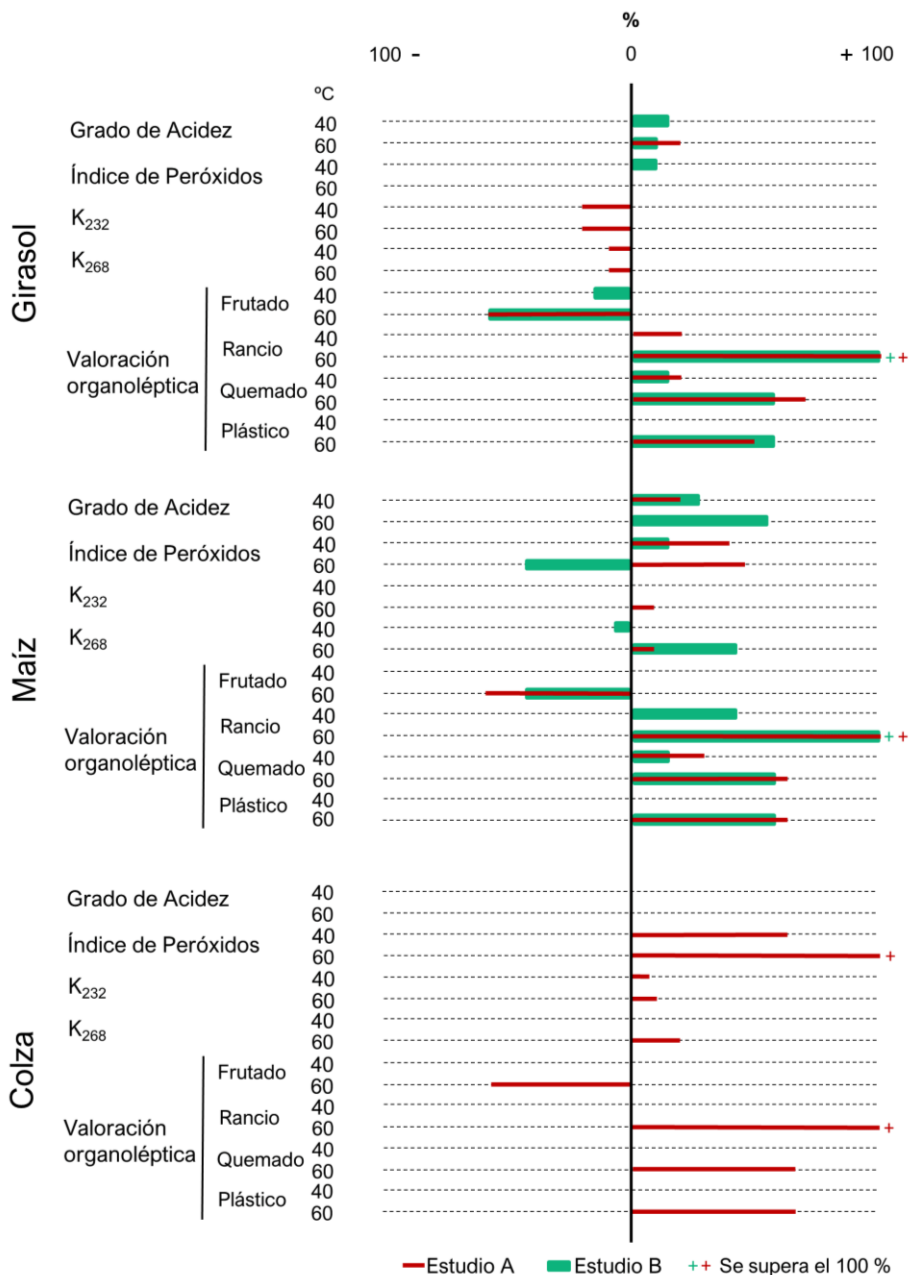 %
100 - 0 + 100
ºC
Girasol
Grado de Acidez 40
60
Índice de Peróxidos 40
60
K232 40
60
K268 40
60
Valoración organoléptica
Frutado 40
60
Rancio 40
60 ++
Quemado 40
60
Plástico 40
60
Maíz
Grado de Acidez 40
60
Índice de Peróxidos 40
60
K232 40
60
K268 40
60
Valoración organoléptica
Frutado 40
60
Rancio 40
60 ++
Quemado 40
60
Plástico 40
60
Colza
Grado de Acidez 40
60
Índice de Peróxidos 40
60 +
K232 40
60
K268 40
60
Valoración organoléptica
Frutado 40
60
Rancio 40
60 +
Quemado 40
60
Plástico 40
60
Estudio A Estudio B ++ Se supera el 100 %